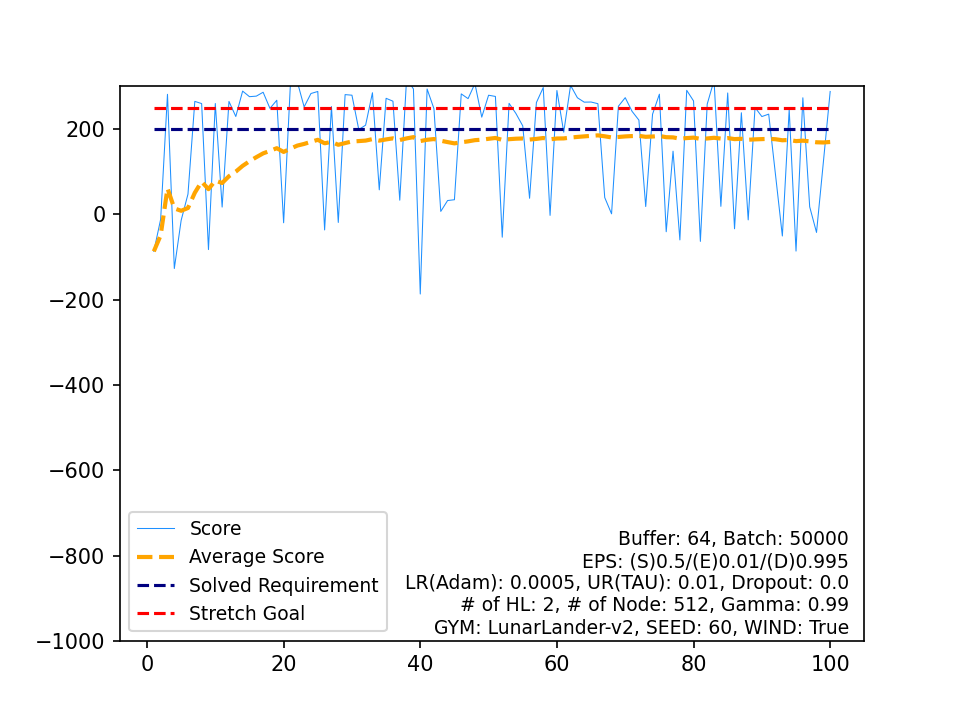 200
0
−200
−400
−600
−800
−1000
0
20
40
60
80
100
Score
Average Score
Solved Requirement
Stretch Goal
Buffer: 64, Batch: 50000
EPS: (S)0.5/(E)0.01/(D)0.995
LR(Adam): 0.0005, UR(TAU): 0.01, Dropout: 0.0
# of HL: 2, # of Node: 512, Gamma: 0.99
GYM: LunarLander-v2, SEED: 60, WIND: True